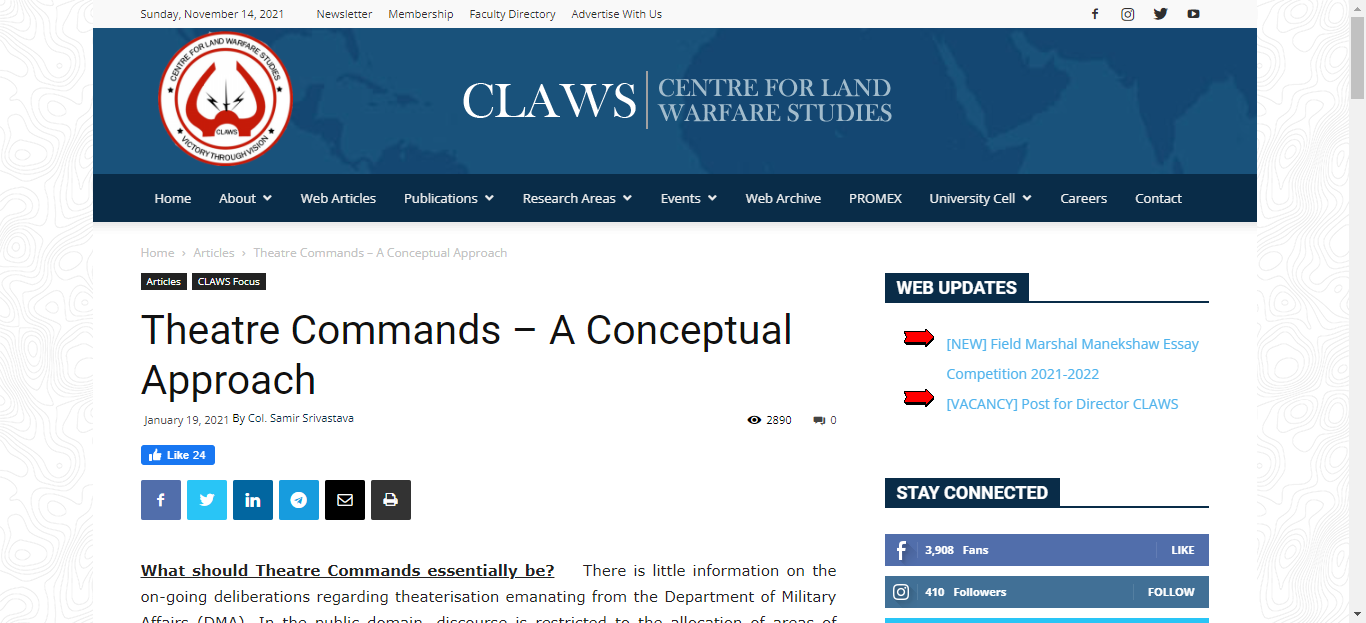 Sunday, November 14, 2021 Newsletter Membership Faculty Directory Advertise With Us
CENTRE FOR LAND WARFARE STUDIES
CLAWS
VICTORY THROUGH VISION
CLAWS CENTRE FOR LAND
WARFARE STUDIES
Home About Web Articles Publications Research Areas Events Web Archive PROMEX University Cell Careers Contact
Home › Articles › Theatre Commands – A Conceptual Approach
Articles CLAWS Focus
Theatre Commands – A Conceptual
Approach
January 19, 2021 By Col. Samir Srivastava 2890 0
Like 24
What should Theatre Commands essentially be? There is little information on the
on-going deliberations regarding theaterisation emanating from the Department of Military
Affairs (DMA). In the public domain, discourse is restricted to the allocation of areas of
WEB UPDATES
[NEW] Field Marshal Manekshaw Essay
Competition 2021-2022
[VACANCY] Post for Director CLAWS
STAY CONNECTED
3,908 Fans LIKE
410 Followers FOLLOW